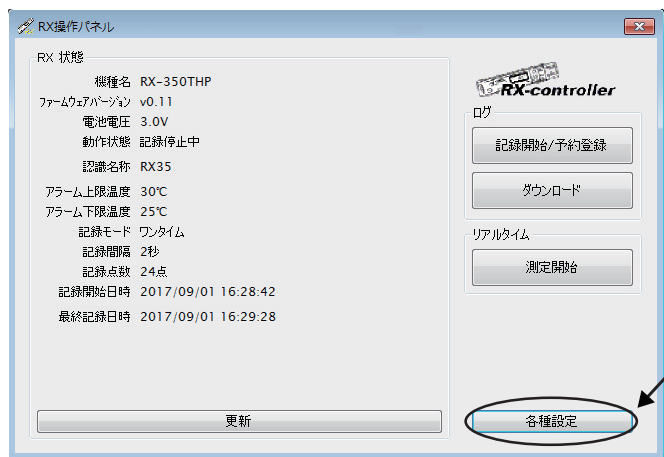 RX操作パネル
RX 状態
機種名 RX-350THP
ファームウェアバージョン v0.11
電池電圧 3.0V
動作状態 記録停止中
認識名称 RX35
アラーム上限温度 30℃
アラーム下限温度 25℃
記録モード ワンタイム
記録間隔 2秒
記録点数 24点
記録開始日時 2017/09/01 16:28:42
最終記録日時 2017/09/01 16:29:28
更新
RX-controller
ログ
記録開始/予約登録
ダウンロード
リアルタイム
測定開始
各種設定